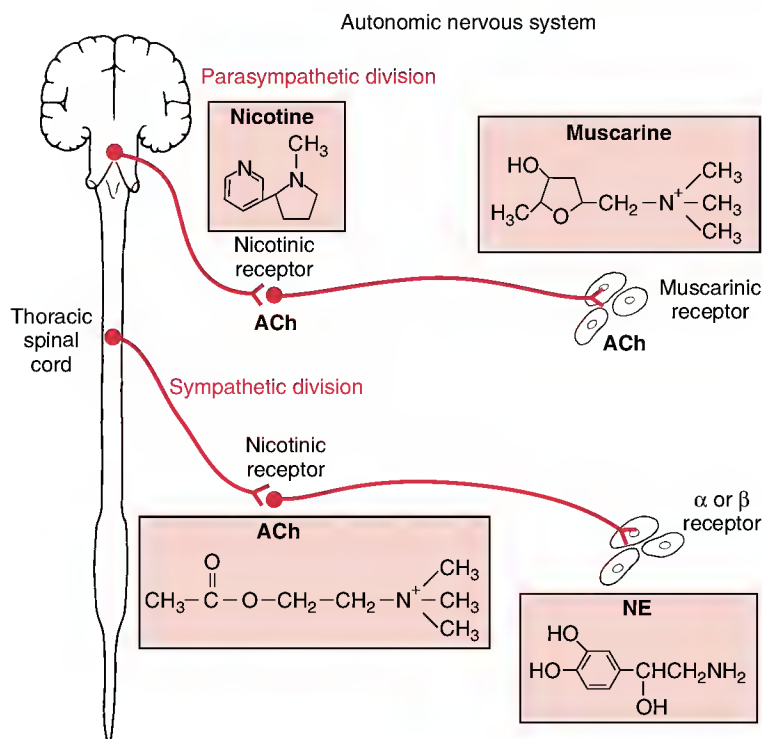 Autonomic nervous system
Parasympathetic division
Nicotine
CH3
N
N
Muscarine
HO
H3C
O
CH2–N+
CH3
CH3
CH3
Nicotinic
receptor
ACh
Muscarinic
receptor
ACh
Thoracic
spinal
cord
Sympathetic division
Nicotinic
receptor
ACh
α or β
receptor
O
CH3–C–O–CH2–CH2–N+
CH3
CH3
CH3
NE
HO
HO
CHCH2NH2
OH